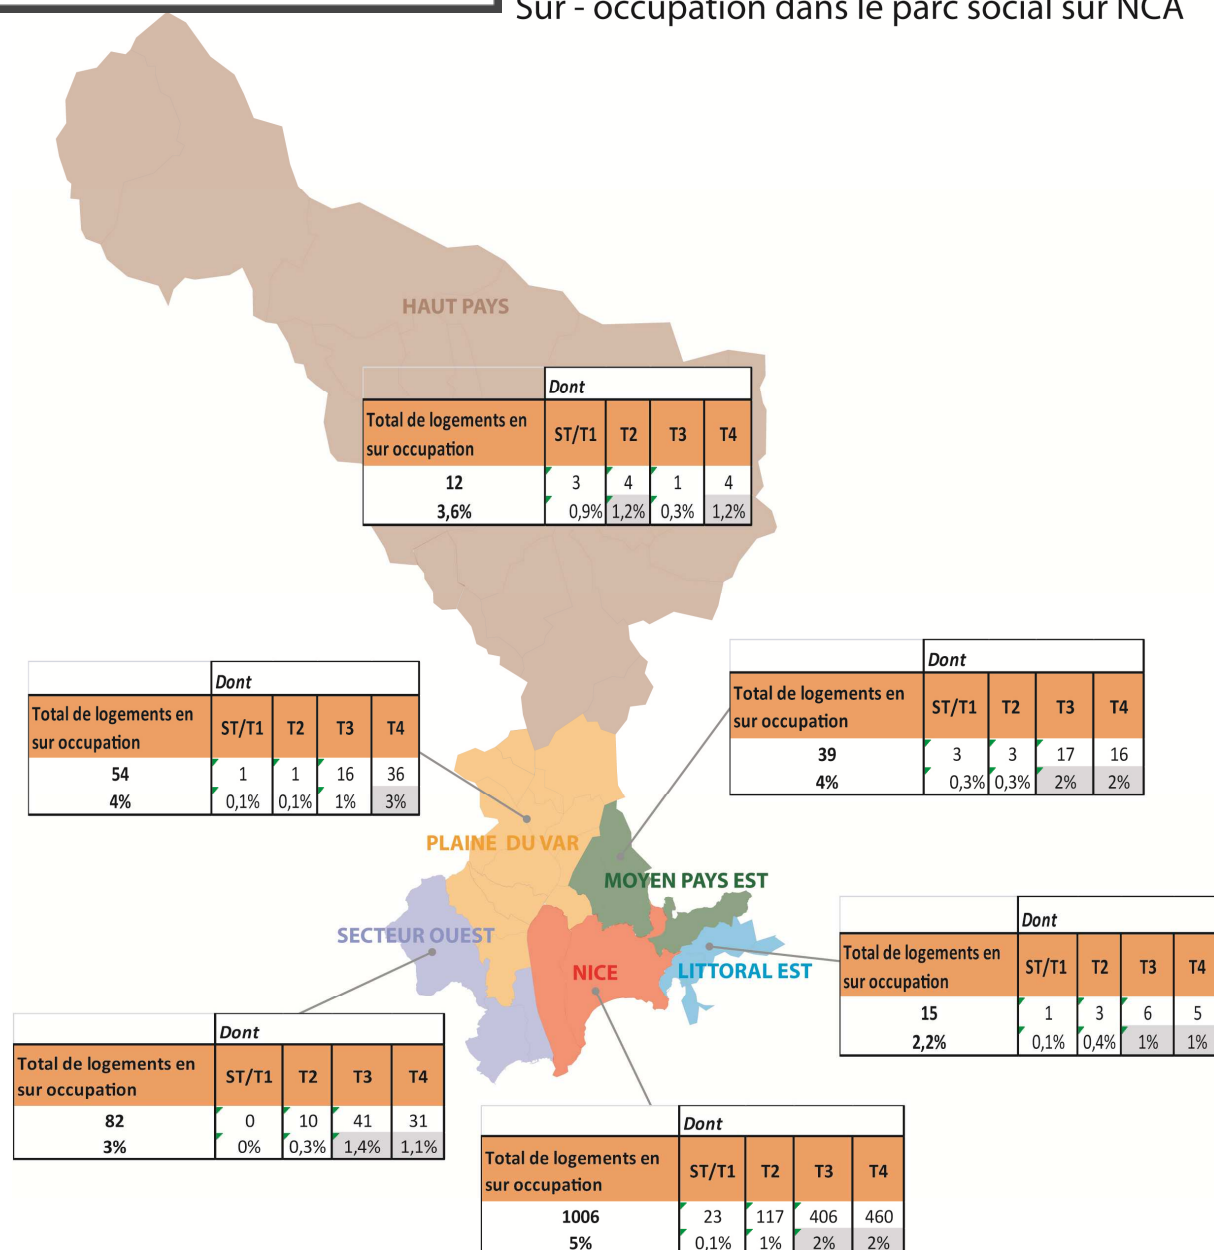 Sur - occupation dans le parc social sur NCA
HAUT PAYS
Dont
Total de logements en
sur occupation
ST/T1 T2 T3 T4
12 3 4 1 4
3,6% 0,9% 1,2% 0,3% 1,2%
Dont
Total de logements en
sur occupation
ST/T1 T2 T3 T4
54 1 1 16 36
4% 0,1% 0,1% 1% 3%
Dont
Total de logements en
sur occupation
ST/T1 T2 T3 T4
39 3 3 17 16
4% 0,3% 0,3% 2% 2%
PLAINE DU VAR
MOYEN PAYS EST
SECTEUR OUEST
NICE
LITTORAL EST
Dont
Total de logements en
sur occupation
ST/T1 T2 T3 T4
15 1 3 6 5
2,2% 0,1% 0,4% 1% 1%
Dont
Total de logements en
sur occupation
ST/T1 T2 T3 T4
82 0 10 41 31
3% 0% 0,3% 1,4% 1,1%
Dont
Total de logements en
sur occupation
ST/T1 T2 T3 T4
1006 23 117 406 460
5% 0,1% 1% 2% 2%